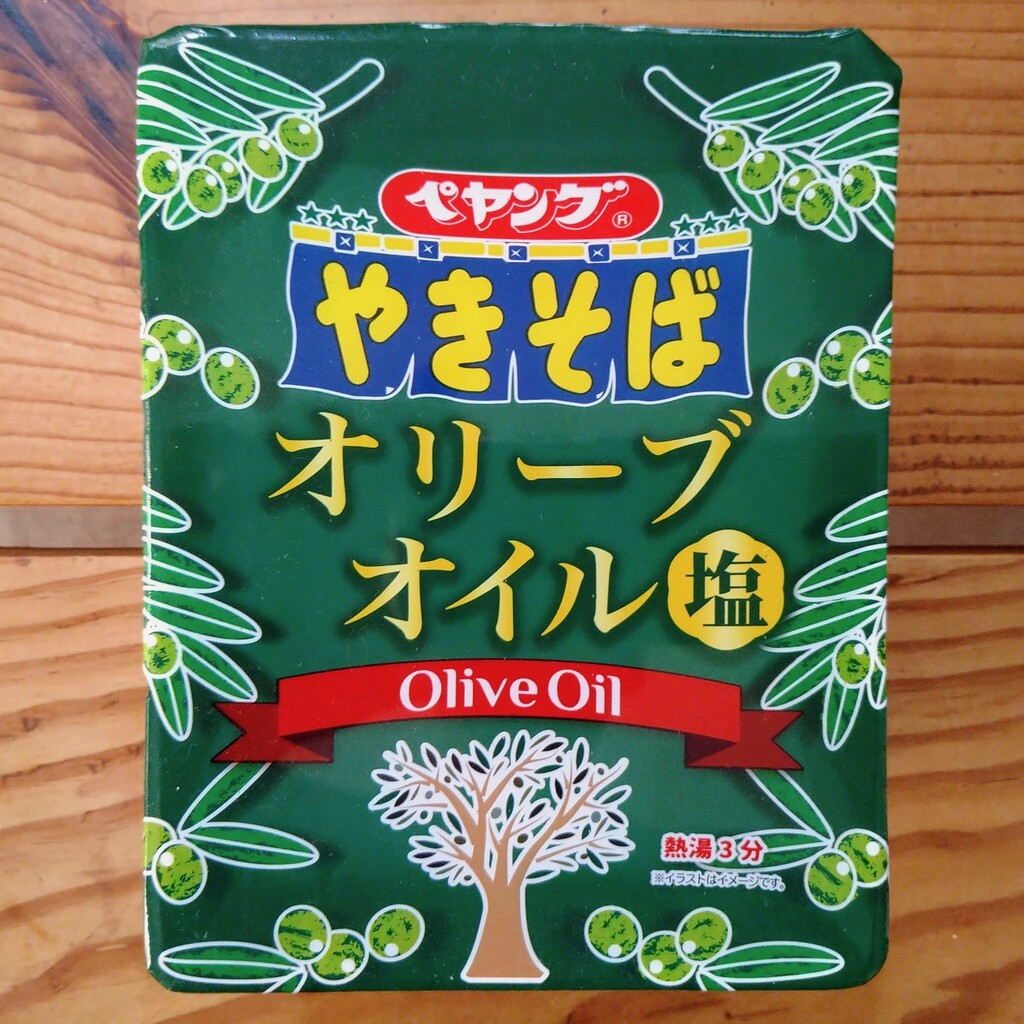 ペヤング®
やきそば
オリーブ
オイル塩
Olive Oil
熱湯3分
※イラストはイメージです。